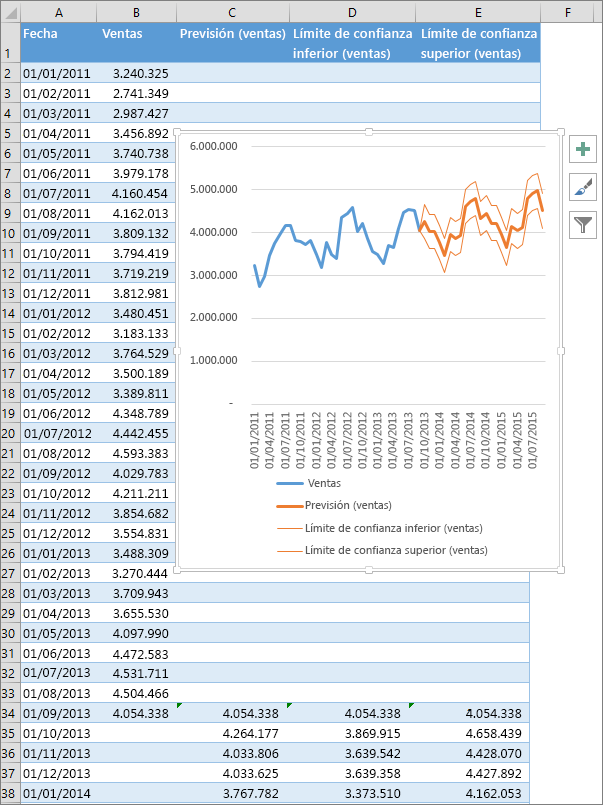 A B C D E F
1 Fecha Ventas Previsión (ventas) Límite de confianza inferior (ventas) Límite de confianza superior (ventas)
2 01/01/2011 3.240.325
3 01/02/2011 2.741.349
4 01/03/2011 2.987.427
5 01/04/2011 3.456.892
6 01/05/2011 3.740.738
7 01/06/2011 3.979.178
8 01/07/2011 4.160.454
9 01/08/2011 4.162.013
10 01/09/2011 3.809.132
11 01/10/2011 3.794.419
12 01/11/2011 3.719.219
13 01/12/2011 3.812.981
14 01/01/2012 3.480.451
15 01/02/2012 3.183.133
16 01/03/2012 3.764.529
17 01/04/2012 3.500.189
18 01/05/2012 3.389.811
19 01/06/2012 4.348.789
20 01/07/2012 4.442.455
21 01/08/2012 4.593.383
22 01/09/2012 4.029.783
23 01/10/2012 4.211.211
24 01/11/2012 3.854.682
25 01/12/2012 3.554.831
26 01/01/2013 3.488.309
27 01/02/2013 3.270.444
28 01/03/2013 3.709.943
29 01/04/2013 3.655.530
30 01/05/2013 4.097.990
31 01/06/2013 4.472.583
32 01/07/2013 4.531.711
33 01/08/2013 4.504.466
34 01/09/2013 4.054.338 4.054.338 4.054.338 4.054.338
35 01/10/2013 4.264.177 3.869.915 4.658.439
36 01/11/2013 4.033.806 3.639.542 4.428.070
37 01/12/2013 4.033.625 3.639.358 4.427.892
38 01/01/2014 3.767.782 3.373.510 4.162.053
6.000.000
5.000.000
4.000.000
3.000.000
2.000.000
1.000.000
-
01/01/2011
01/04/2011
01/07/2011
01/10/2011
01/01/2012
01/04/2012
01/07/2012
01/10/2012
01/01/2013
01/04/2013
01/07/2013
01/10/2013
01/01/2014
01/04/2014
01/07/2014
01/10/2014
01/01/2015
01/04/2015
01/07/2015
Ventas
Previsión (ventas)
Límite de confianza inferior (ventas)
Límite de confianza superior (ventas)